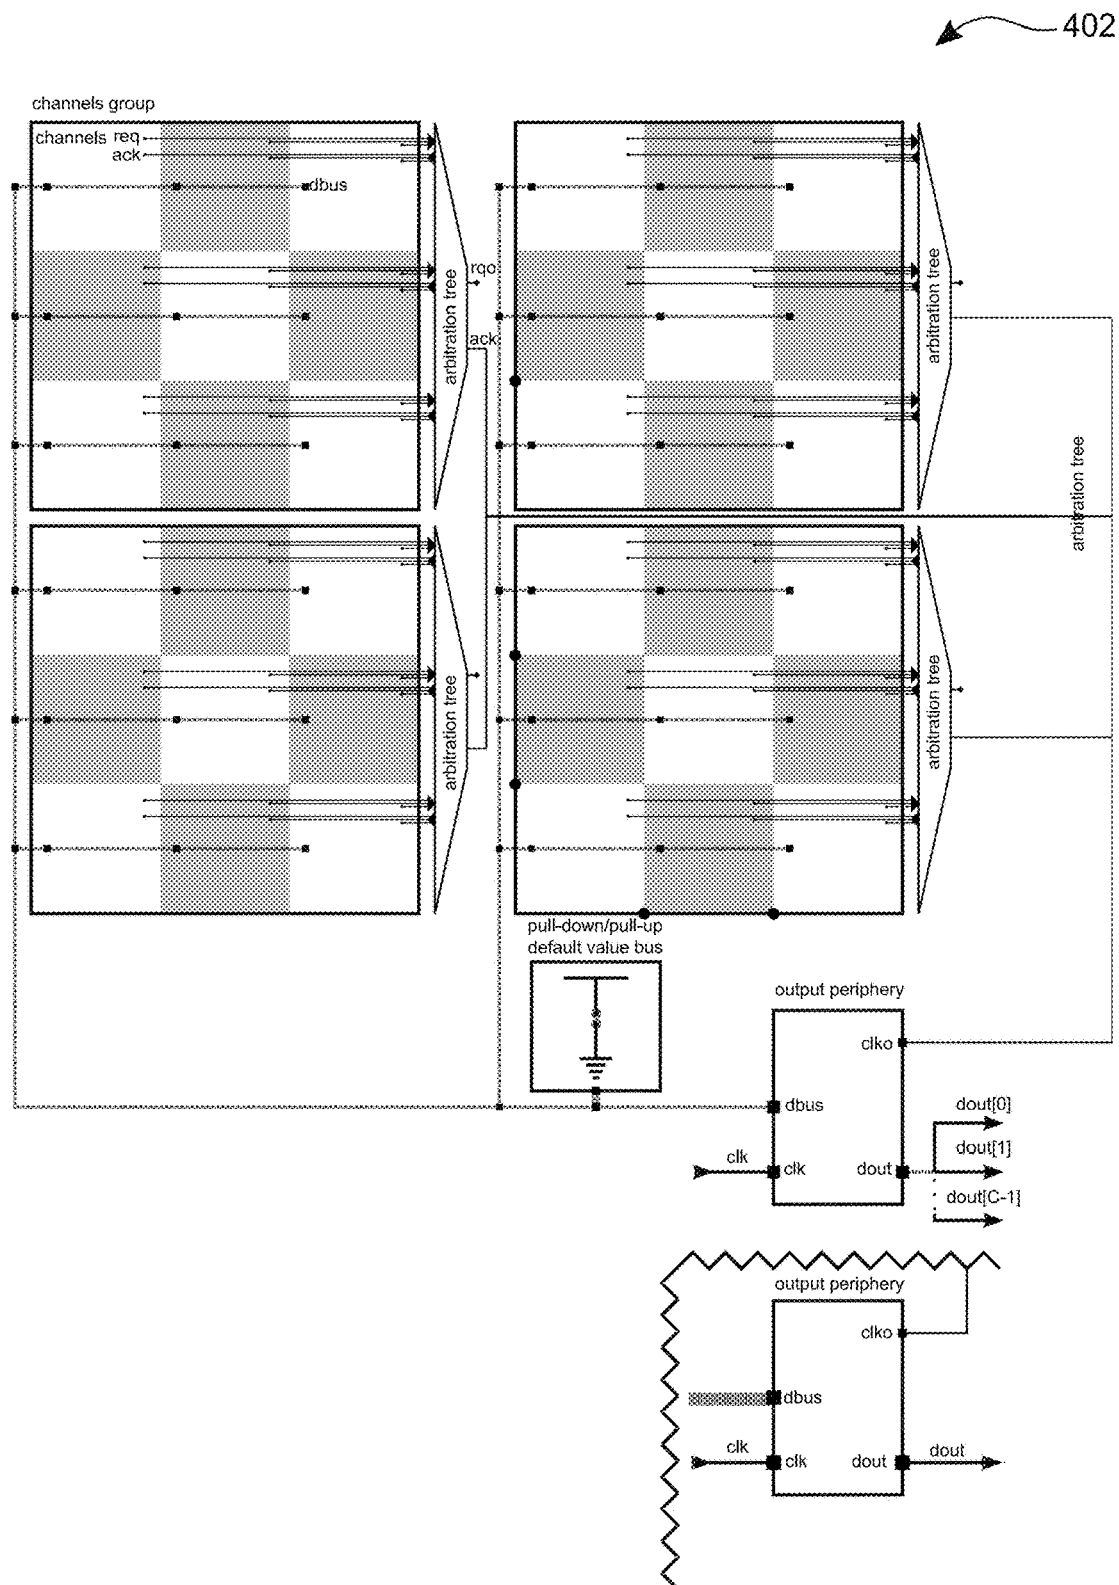 402
channels group
channels req
ack
dbus
rqo
ack
arbitration tree
arbitration tree
arbitration tree
arbitration tree
arbitration tree
pull-down/pull-up
default value bus
output periphery
clko
dbus
clk
clk
dout
dout[0]
dout[1]
dout[C-1]
output periphery
clko
dbus
clk
clk
dout
dout